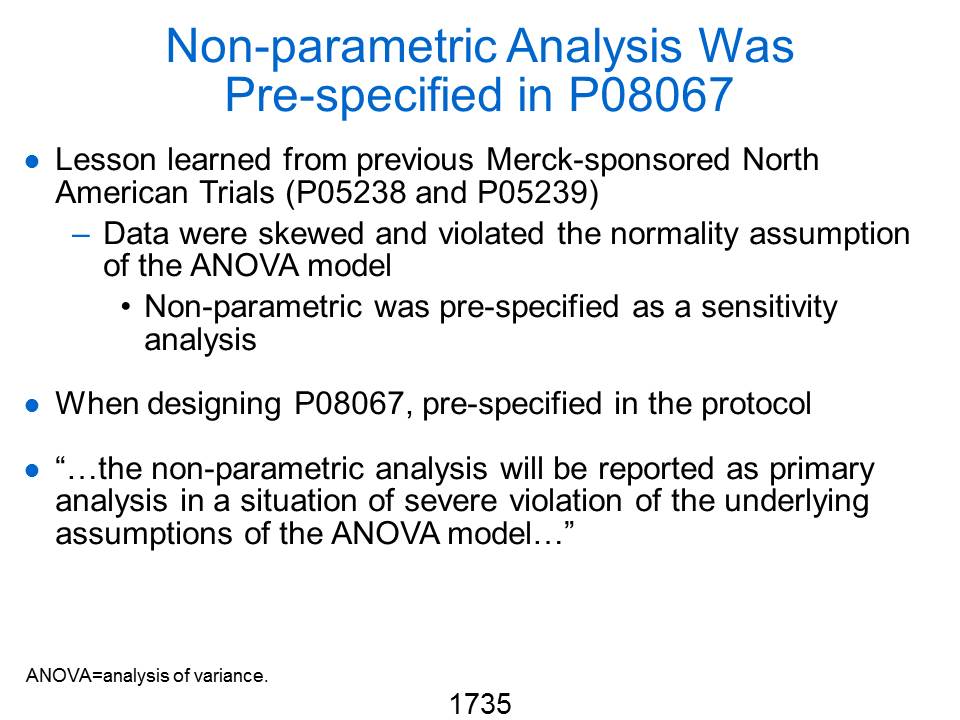 Non-parametric Analysis Was
Pre-specified in P08067
● Lesson learned from previous Merck-sponsored North
American Trials (P05238 and P05239)
– Data were skewed and violated the normality assumption
of the ANOVA model
• Non-parametric was pre-specified as a sensitivity
analysis
● When designing P08067, pre-specified in the protocol
● “…the non-parametric analysis will be reported as primary
analysis in a situation of severe violation of the underlying
assumptions of the ANOVA model…”
ANOVA=analysis of variance.
1735